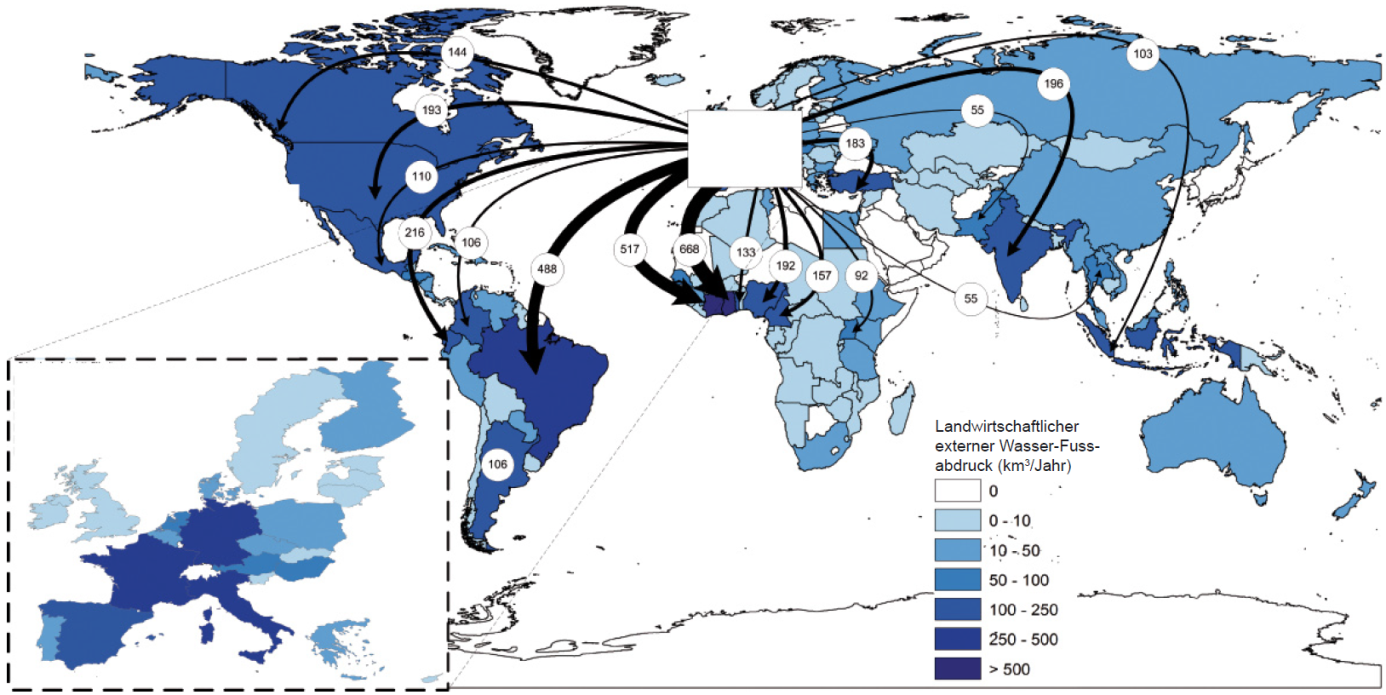 144
103
196
193
55
183
110
216
106
517
668
133
192
157
92
488
55
106
Landwirtschaftlicher
externer Wasser-Fuss-
abdruck (km³/Jahr)
0
0 - 10
10 - 50
50 - 100
100 - 250
250 - 500
> 500